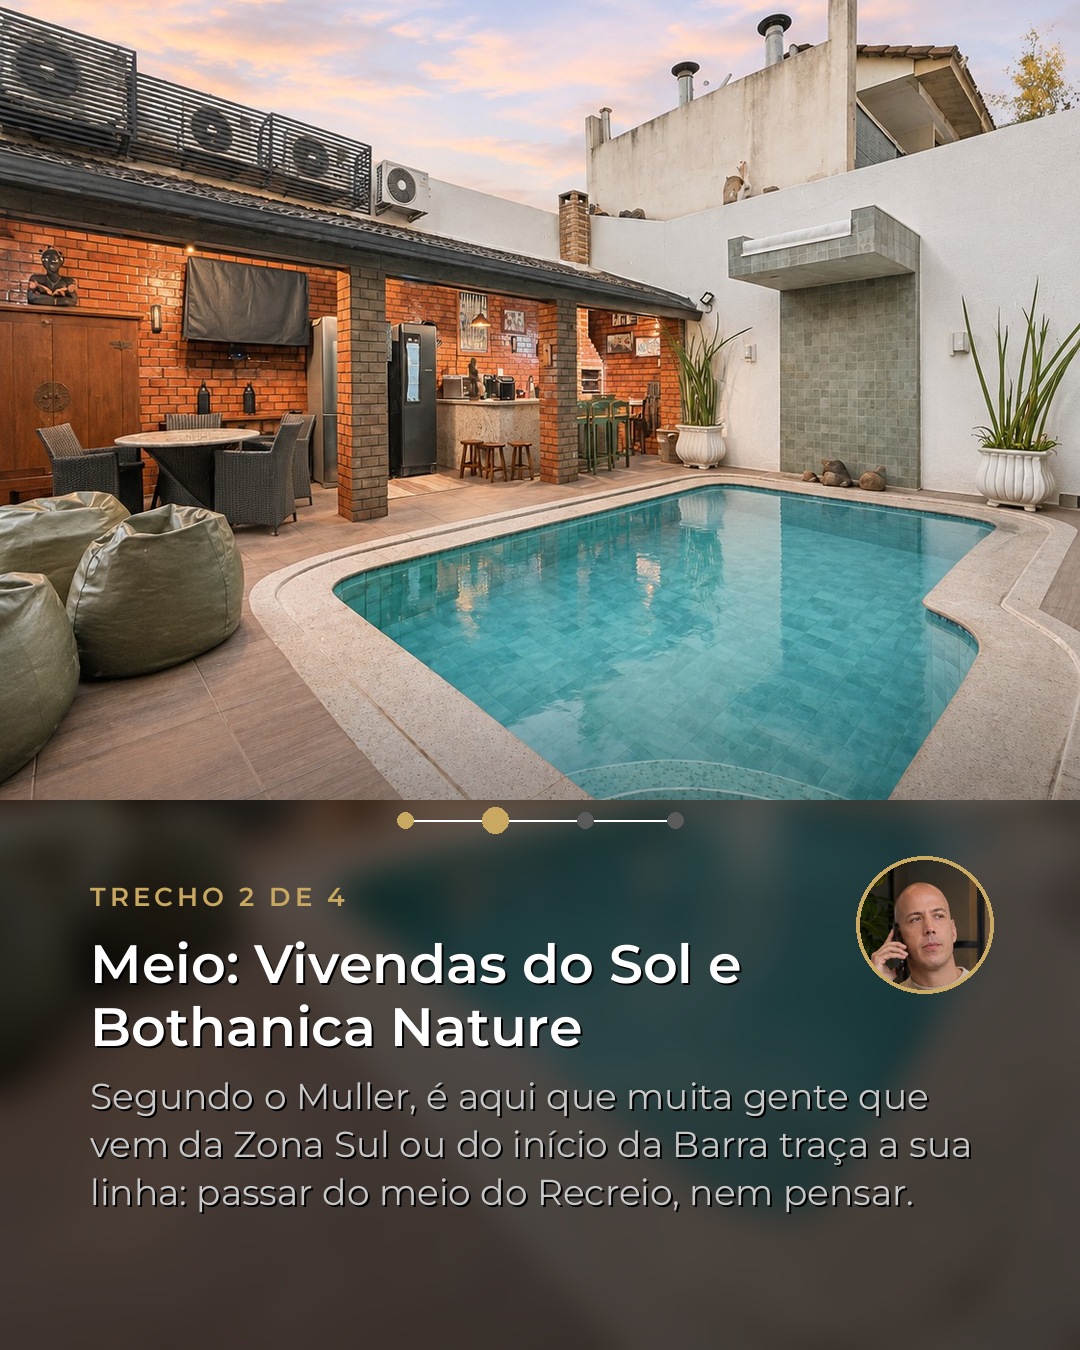 TRECHO 2 DE 4
Meio: Vivendas do Sol e
Bothanica Nature
Segundo o Muller, é aqui que muita gente que
vem da Zona Sul ou do início da Barra traça a sua
linha: passar do meio do Recreio, nem pensar.